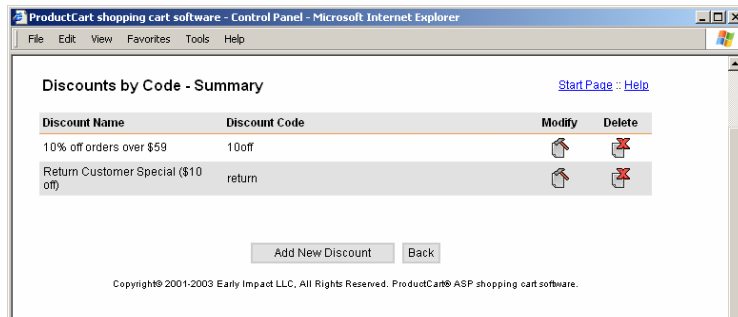 ProductCart shopping cart software - Control Panel - Microsoft Internet Explorer
File Edit View Favorites Tools Help
Discounts by Code - Summary Start Page :: Help
Discount Name Discount Code Modify Delete
10% off orders over $59 10off
Return Customer Special ($10
off) return
Add New Discount Back
Copyright© 2001-2003 Early Impact LLC, All Rights Reserved. ProductCart® ASP shopping cart software.